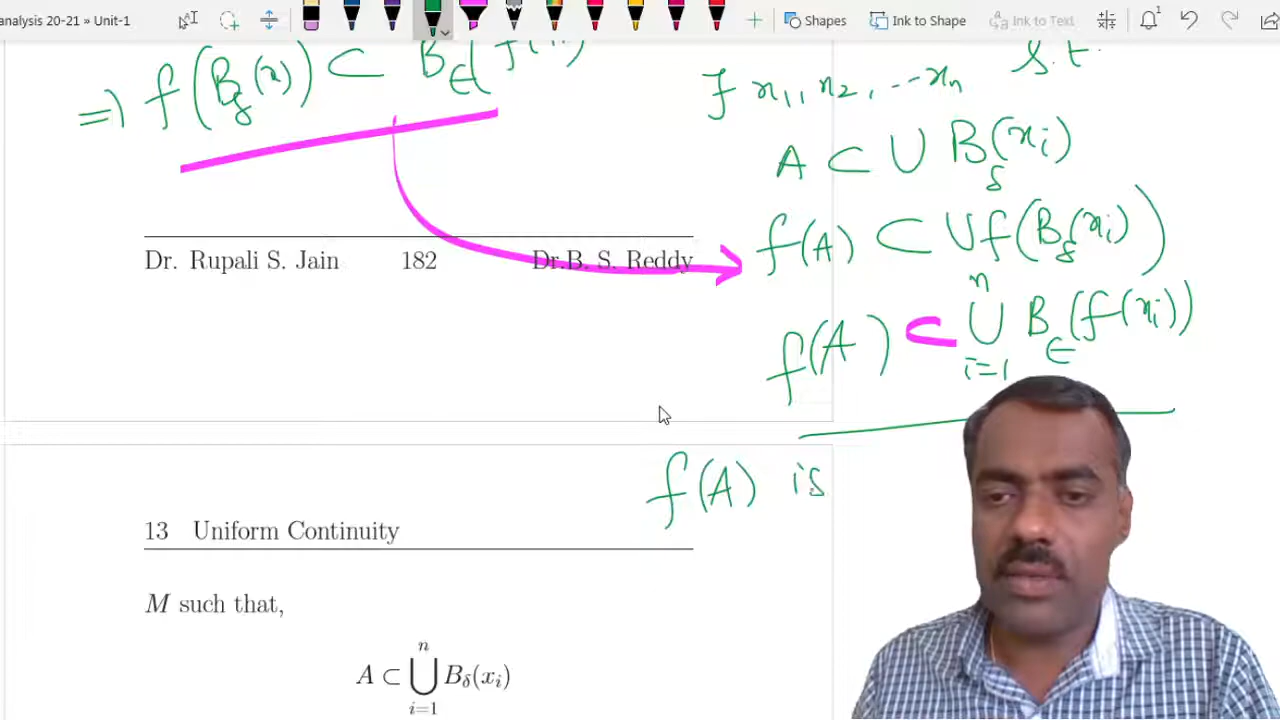 analysis 20-21 » Unit-1
Shapes
Ink to Shape
Ink to Text
⇒ f(B_δ(x)) ⊂ B_ϵ(f(x))
∃ x₁, x₂, ... xₙ s.t.
A ⊂ ∪ B_δ(xᵢ)
f(A) ⊂ ∪ f(B_δ(xᵢ))
f(A) ⊂ ⋃_{i=1}^{n} B_ϵ(f(xᵢ))
Dr. Rupali S. Jain 182 Dr.B. S. Reddy
f(A) is
13 Uniform Continuity
M such that,
A ⊂ ⋃_{i=1}^{n} B_δ(xᵢ)